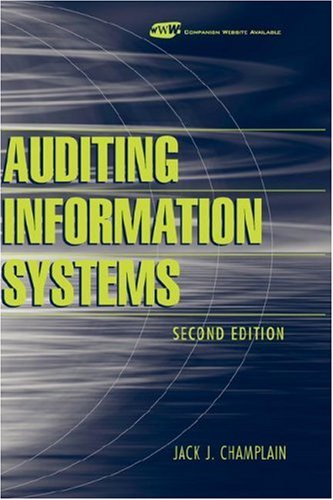 WWW. COMPANION WEBSITE AVAILABLE
AUDITING
INFORMATION
SYSTEMS
SECOND EDITION
JACK J. CHAMPLAIN